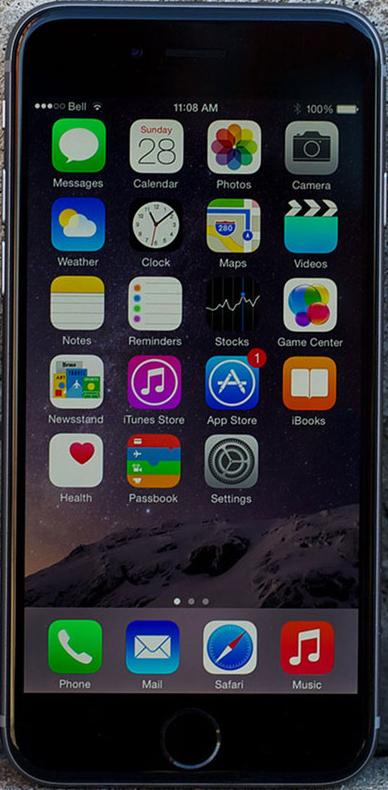 Bell 11:08 AM 100%
Sunday
28
280
1
Messages Calendar Photos Camera
Weather Clock Maps Videos
Notes Reminders Stocks Game Center
Newsstand iTunes Store App Store iBooks
Health Passbook Settings
Phone Mail Safari Music